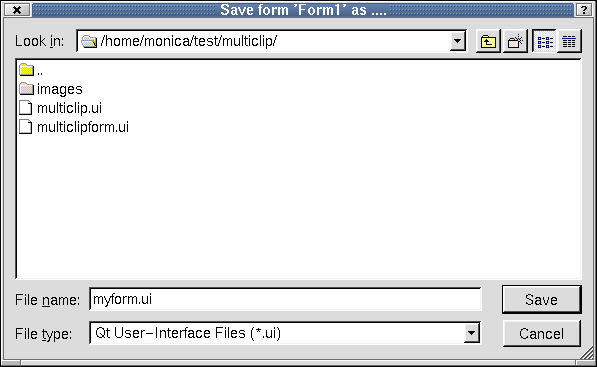 Save form 'Form1' as ....
?
Look in: /home/monica/test/multiclip/
..
images
multiclip.ui
multiclipform.ui
File name: myform.ui Save
File type: Qt User-Interface Files (*.ui) Cancel